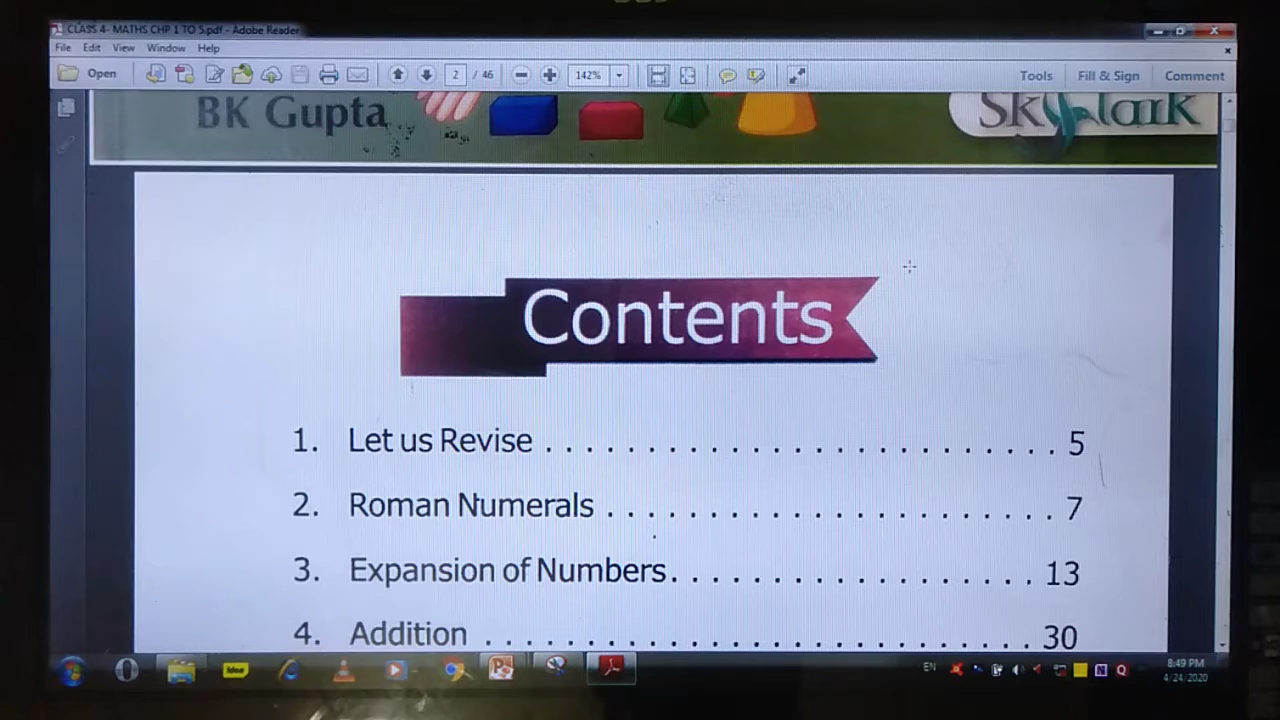 CLASS 4- MATHS CHP 1 TO 5.pdf - Adobe Reader
File Edit View Window Help
Open 2 / 46 142% Tools Fill & Sign Comment
BK Gupta Skylark
Contents
1. Let us Revise . . . . . . . . . . . . . . . . . . . . . . . . . 5
2. Roman Numerals . . . . . . . . . . . . . . . . . . . . . . 7
3. Expansion of Numbers. . . . . . . . . . . . . . . . . . 13
4. Addition . . . . . . . . . . . . . . . . . . . . . . . . . . . 30
Idea EN 8:49 PM
4/24/2020